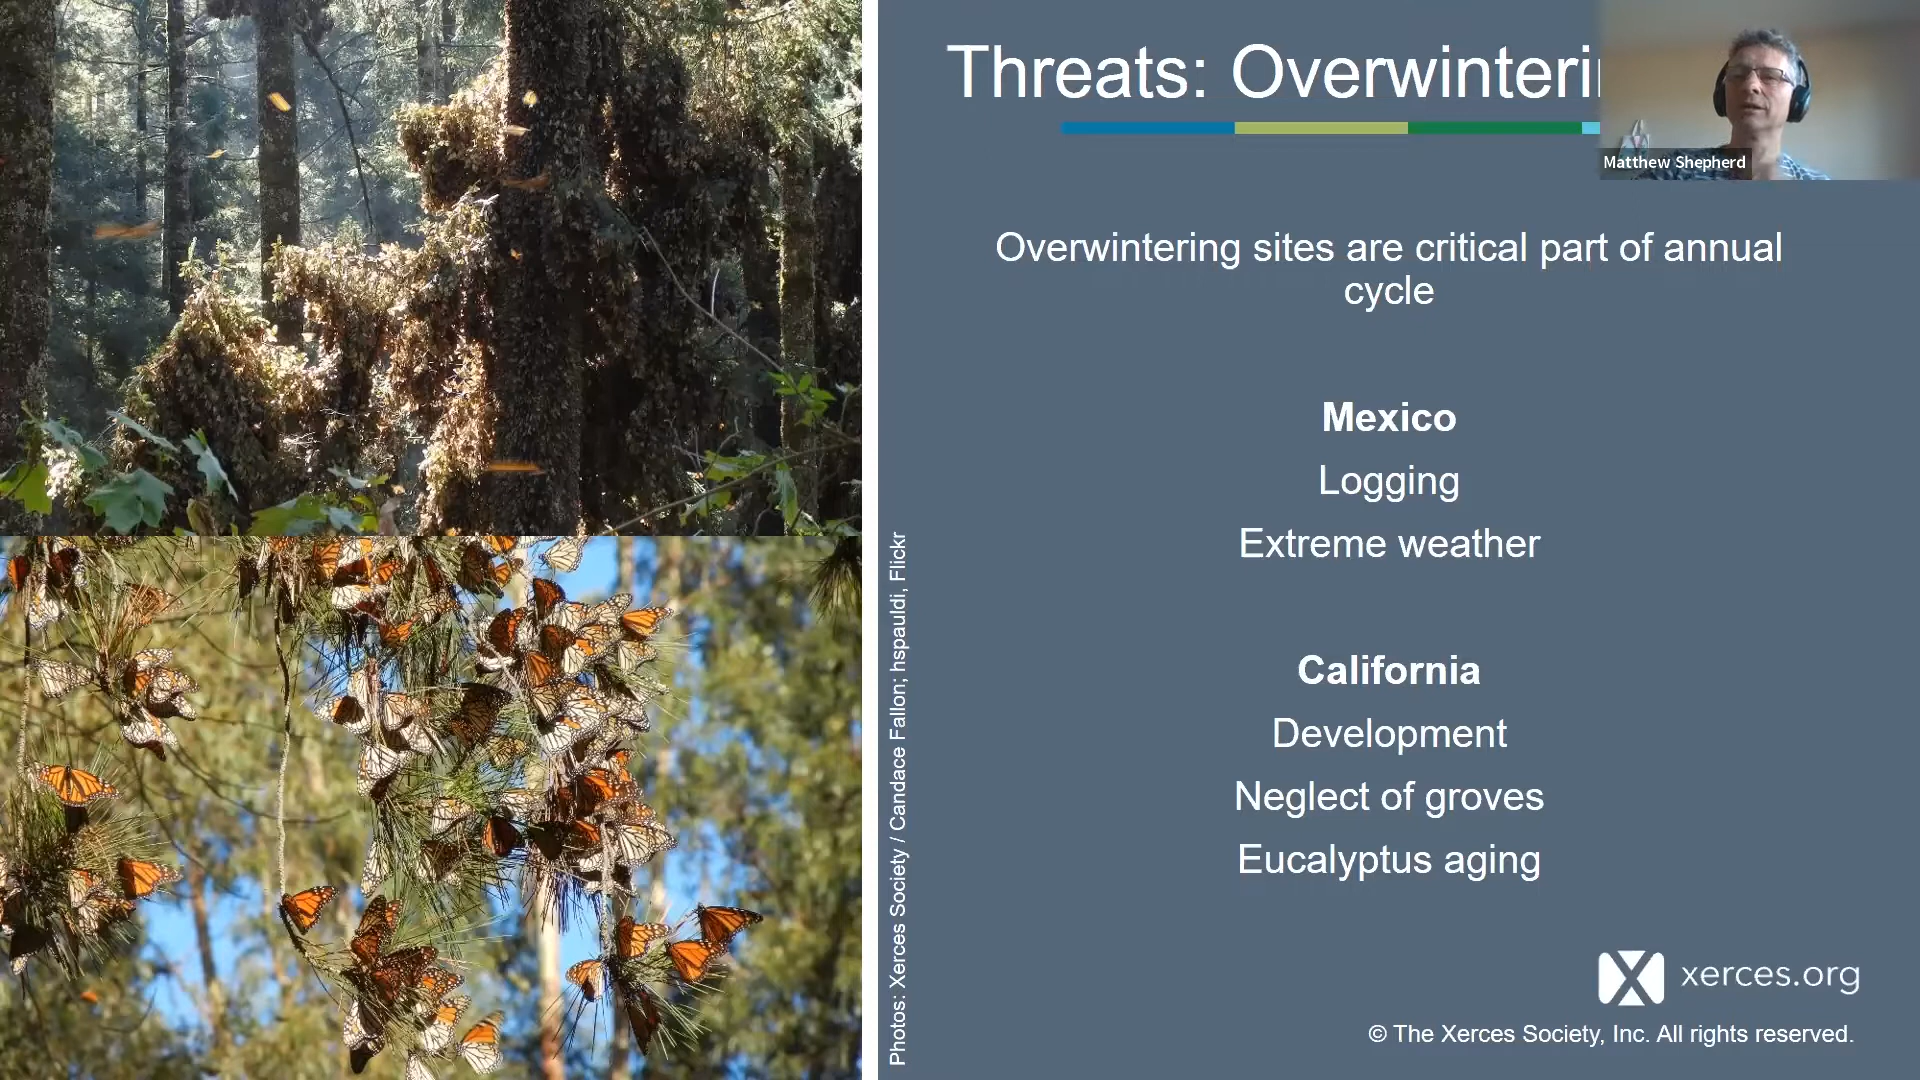 Threats: Overwinteri
Matthew Shepherd
Overwintering sites are critical part of annual
cycle
Mexico
Logging
Extreme weather
California
Development
Neglect of groves
Eucalyptus aging
Photos: Xerces Society / Candace Fallon; hspauldi, Flickr
xerces.org
© The Xerces Society, Inc. All rights reserved.